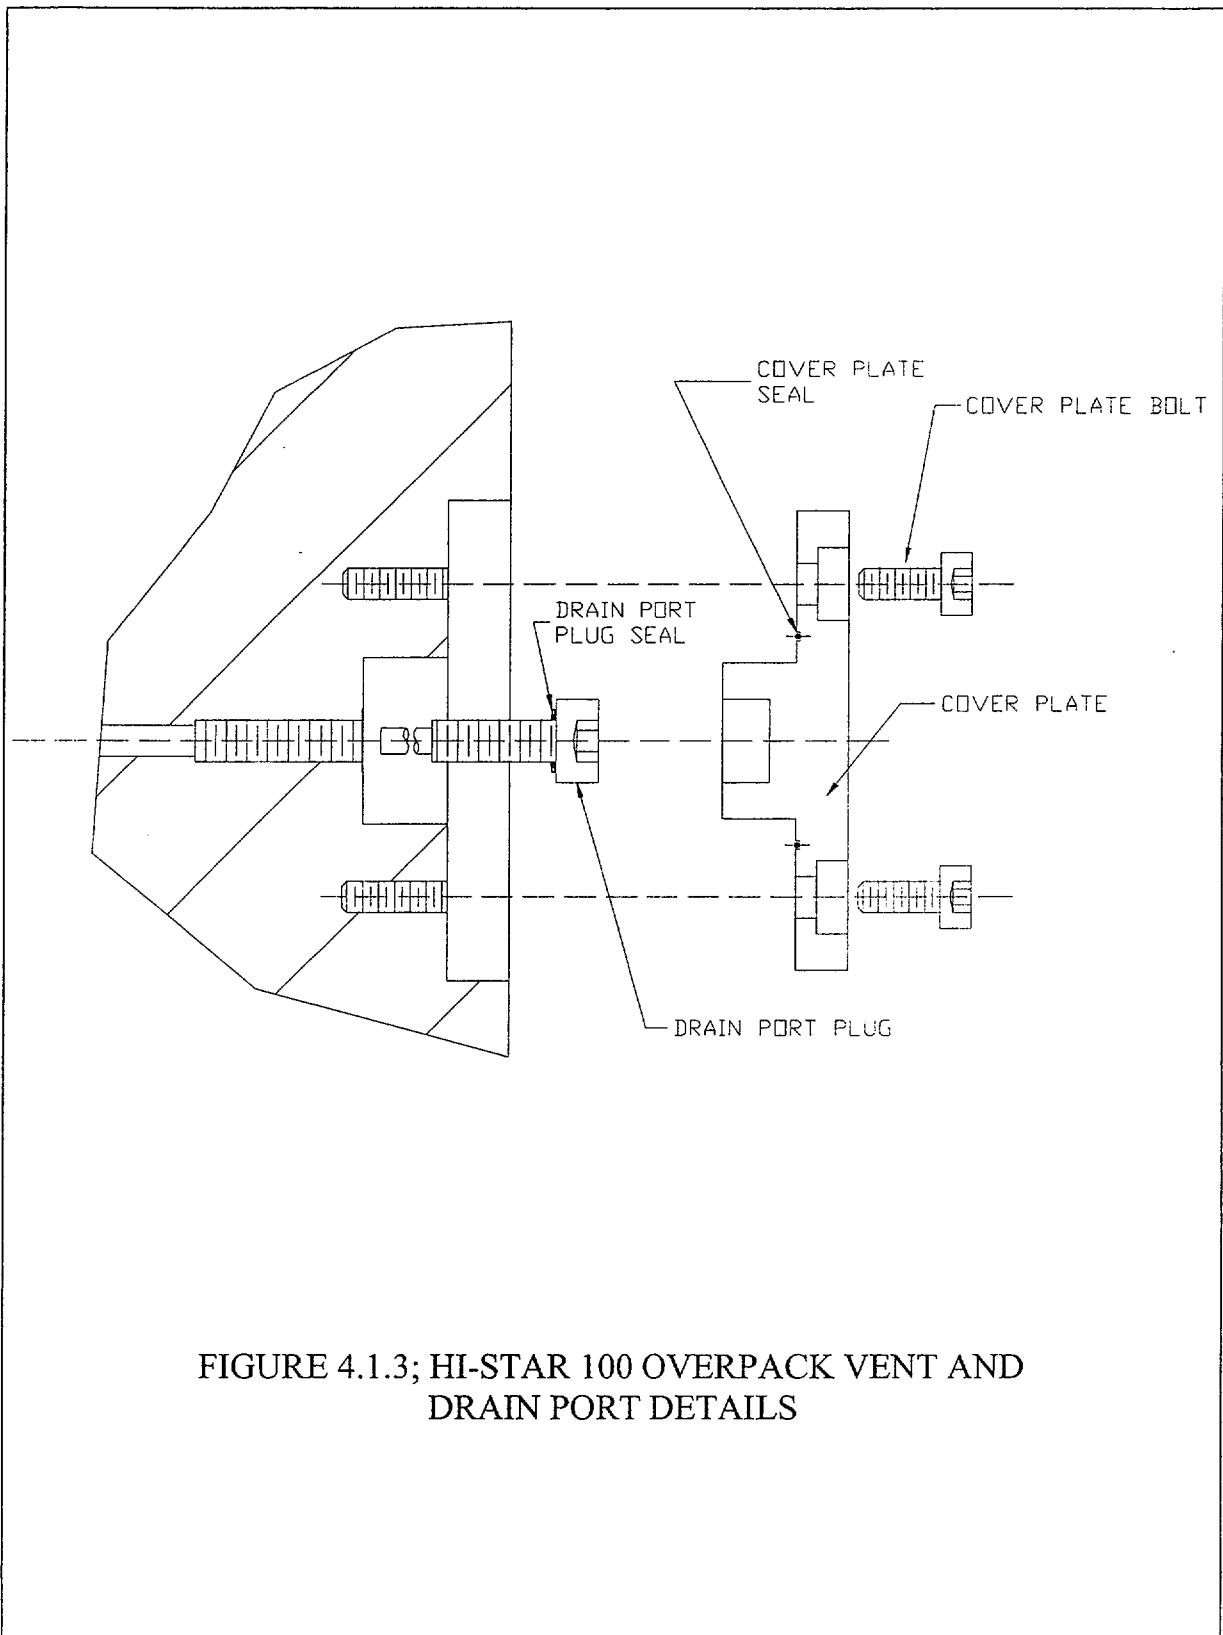 COVER PLATE
SEAL
COVER PLATE BOLT
DRAIN PORT
PLUG SEAL
COVER PLATE
DRAIN PORT PLUG
FIGURE 4.1.3; HI-STAR 100 OVERPACK VENT AND
DRAIN PORT DETAILS